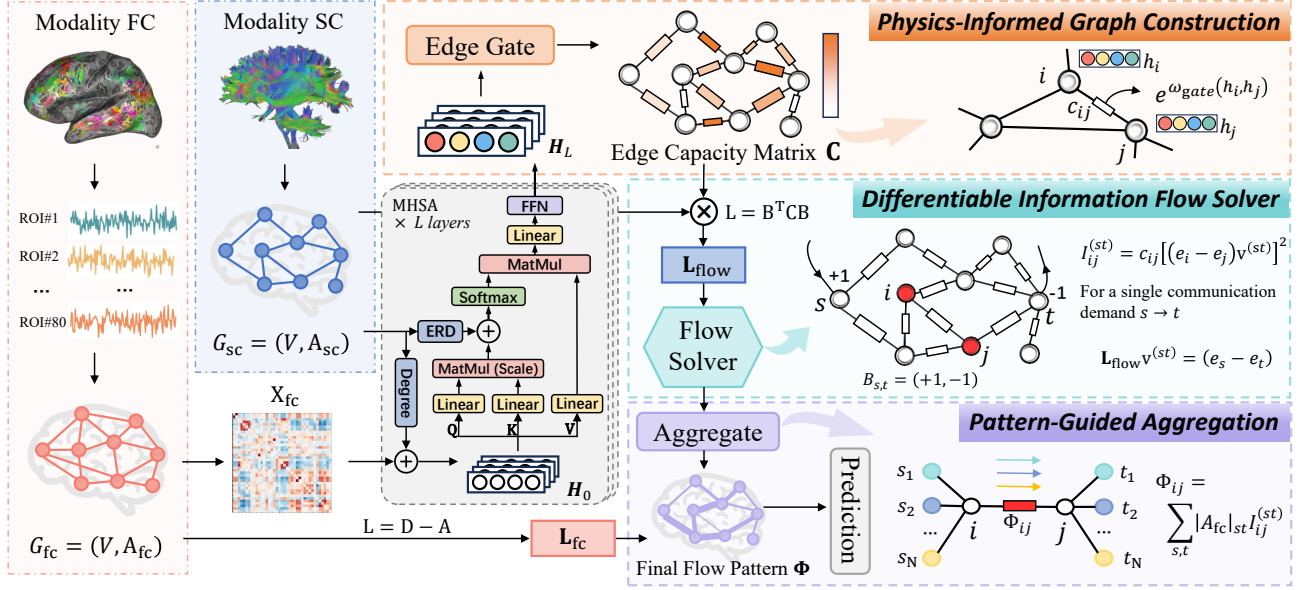 Modality FC
ROI#1
ROI#2
...
...
ROI#80
G_fc = (V, A_fc)
Modality SC
G_sc = (V, A_sc)
X_fc
L = D − A
L_fc
Edge Gate
H_L
Edge Capacity Matrix C
Physics-Informed Graph Construction
i
h_i
c_ij
e^{ω_gate(h_i,h_j)}
h_j
j
MHSA
× L layers
FFN
Linear
MatMul
Softmax
ERD
+
MatMul (Scale)
Degree
Linear
Linear
Linear
Q
K
V
+
H_0
L = B^T CB
L_flow
Flow
Solver
Differentiable Information Flow Solver
+1
s
i
-1
t
j
B_{s,t} = (+1, −1)
I_ij^{(st)} = c_ij[(e_i − e_j)v^{(st)}]^2
For a single communication
demand s → t
L_flow v^{(st)} = (e_s − e_t)
Aggregate
Final Flow Pattern Φ
Prediction
Pattern-Guided Aggregation
s_1
s_2
...
s_N
i
Φ_ij
j
t_1
t_2
...
t_N
Φ_ij =
∑_{s,t} |A_fc|_st I_ij^{(st)}